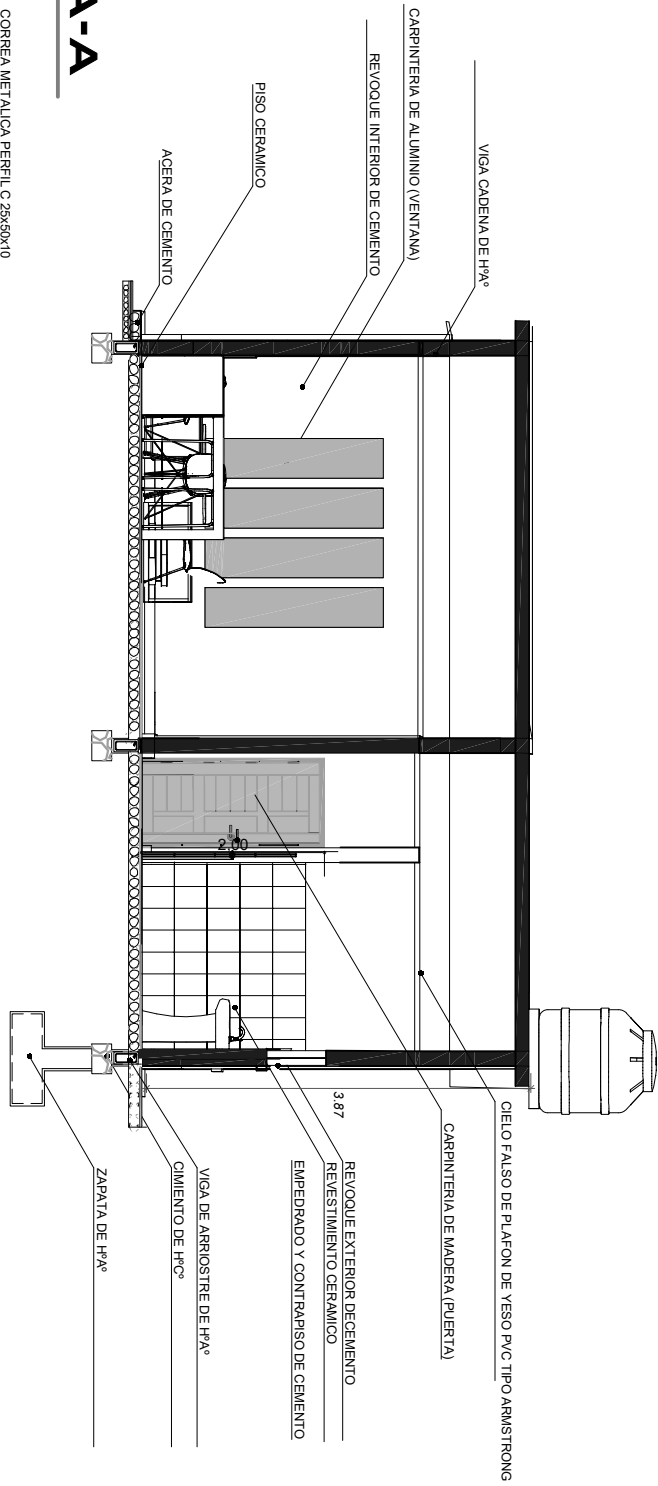 A-A
CORREA METALICA PERFIL C 25x50x10
VIGA CADENA DE HºAº
CARPINTERIA DE ALUMINIO (VENTANA)
REVOQUE INTERIOR DE CEMENTO
PISO CERAMICO
ACERA DE CEMENTO
2,00
3.87
CIELO FALSO DE PLAFON DE YESO PVC TIPO ARMSTRONG
CARPINTERIA DE MADERA (PUERTA)
REVOQUE EXTERIOR DECEMENTO
REVESTIMIENTO CERAMICO
EMPEDRADO Y CONTRAPISO DE CEMENTO
VIGA DE ARRIOSTRE DE HºAº
CIMIENTO DE HºCº
ZAPATA DE HºAº